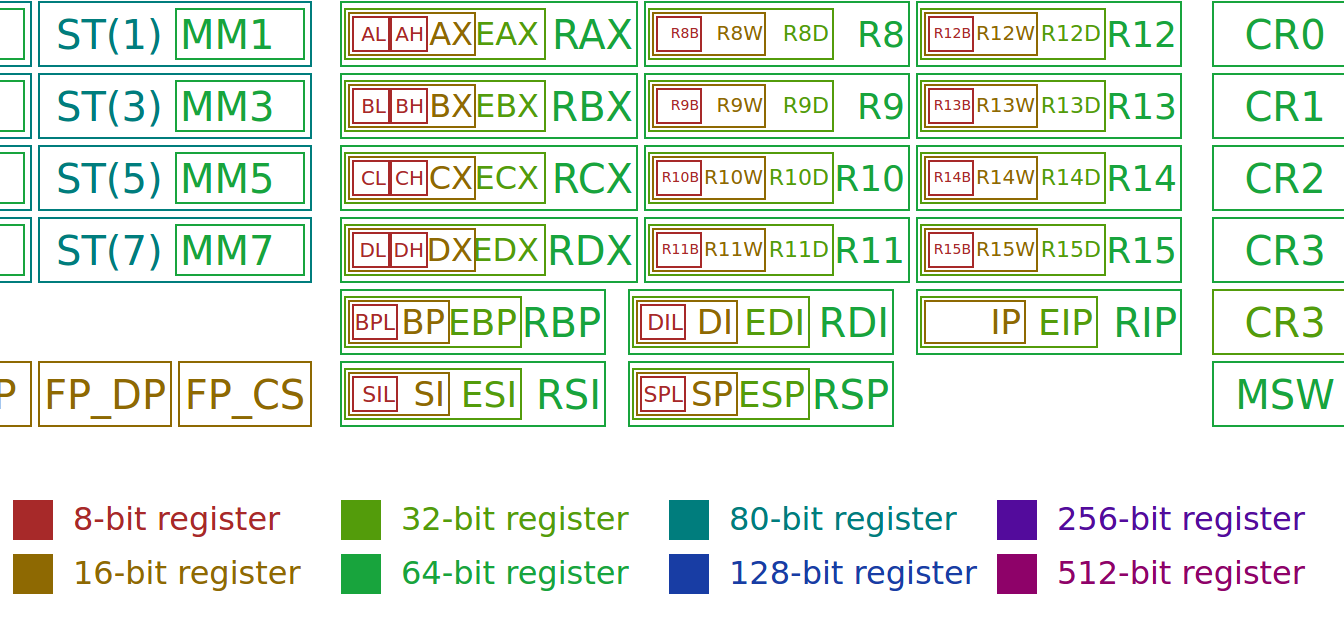 ST(1) MM1 AL AH AX EAX RAX R8B R8W R8D R8 R12B R12W R12D R12 CR0
ST(3) MM3 BL BH BX EBX RBX R9B R9W R9D R9 R13B R13W R13D R13 CR1
ST(5) MM5 CL CH CX ECX RCX R10B R10W R10D R10 R14B R14W R14D R14 CR2
ST(7) MM7 DL DH DX EDX RDX R11B R11W R11D R11 R15B R15W R15D R15 CR3
BPL BP EBP RBP DIL DI EDI RDI IP EIP RIP CR3
P FP_DP FP_CS SIL SI ESI RSI SPL SP ESP RSP MSW
8-bit register 32-bit register 80-bit register 256-bit register
16-bit register 64-bit register 128-bit register 512-bit register